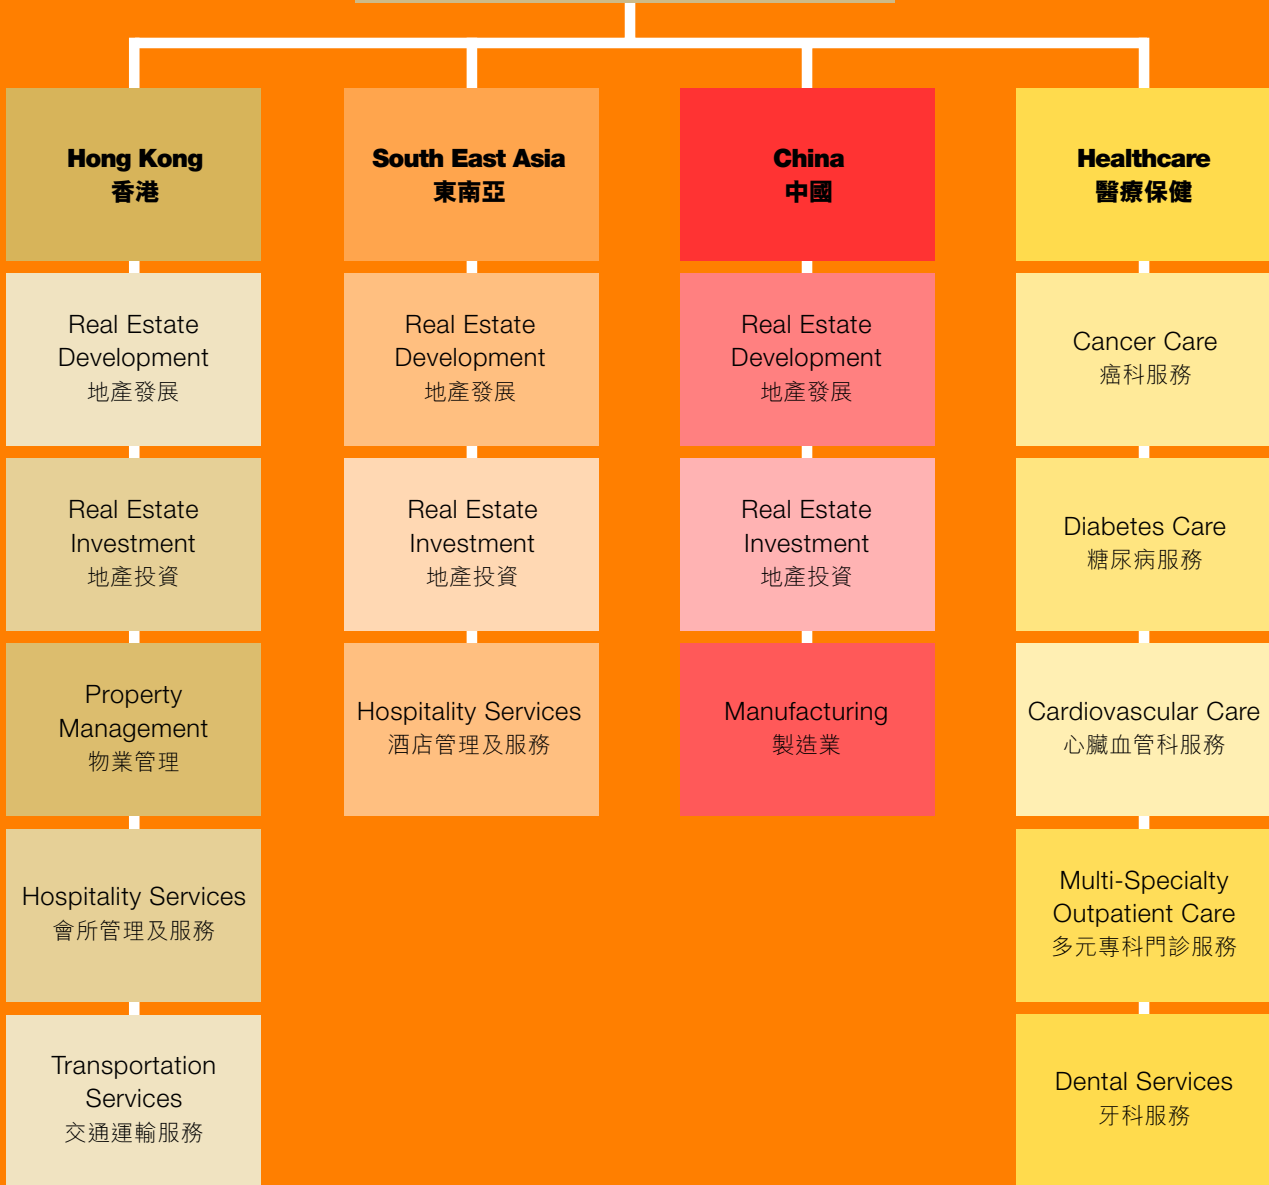 Hong Kong
香港
Real Estate
Development
地產發展
Real Estate
Investment
地產投資
Property
Management
物業管理
Hospitality Services
會所管理及服務
Transportation
Services
交通運輸服務
South East Asia
東南亞
Real Estate
Development
地產發展
Real Estate
Investment
地產投資
Hospitality Services
酒店管理及服務
China
中國
Real Estate
Development
地產發展
Real Estate
Investment
地產投資
Manufacturing
製造業
Healthcare
醫療保健
Cancer Care
癌科服務
Diabetes Care
糖尿病服務
Cardiovascular Care
心臟血管科服務
Multi-Specialty
Outpatient Care
多元專科門診服務
Dental Services
牙科服務